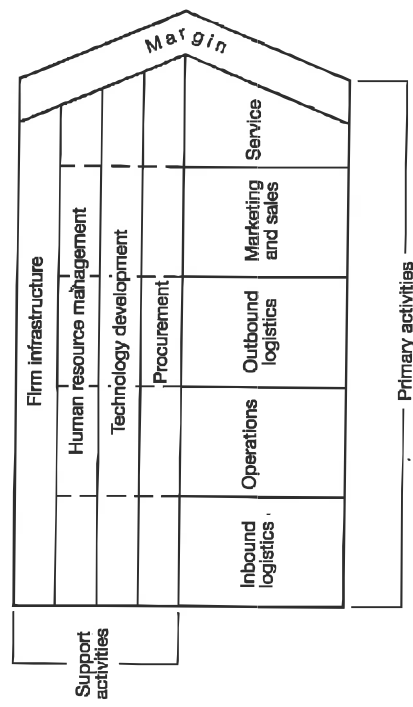 Support
activities
Firm infrastructure
Human resource management
Technology development
Procurement
Inbound
logistics
Operations
Outbound
logistics
Marketing
and sales
Service
Margin
Primary activities